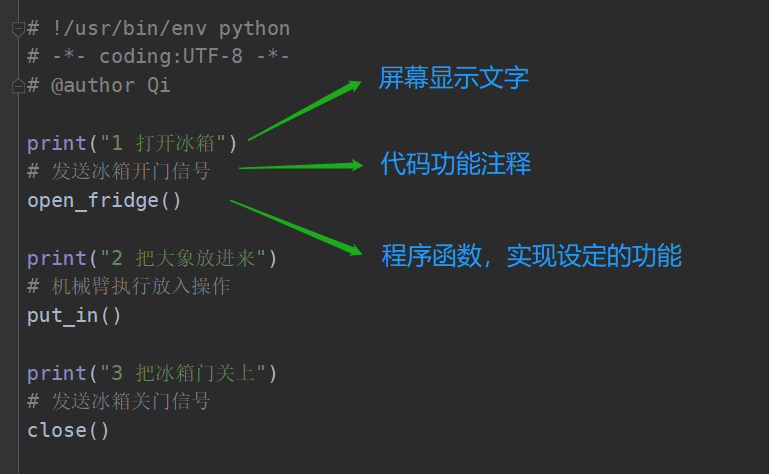 # !/usr/bin/env python
# -*- coding:UTF-8 -*-
# @author Qi
屏幕显示文字
print("1 打开冰箱")
# 发送冰箱开门信号
代码功能注释
open_fridge()
程序函数，实现设定的功能
print("2 把大象放进来")
# 机械臂执行放入操作
put_in()
print("3 把冰箱门关上")
# 发送冰箱关门信号
close()